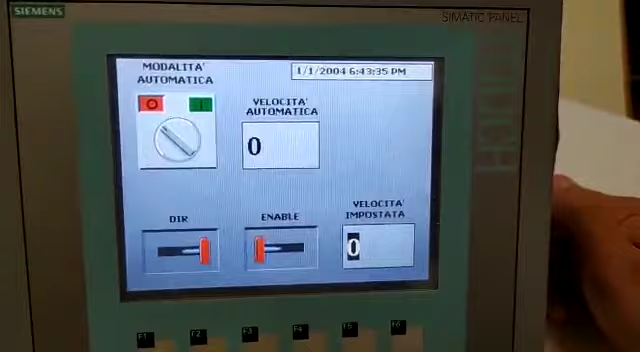 SIEMENS
SIMATIC PANEL
MODALITA'
AUTOMATICA
1/1/2004 6:43:35 PM
VELOCITA'
AUTOMATICA
0
TOUCH
DIR
ENABLE
VELOCITA'
IMPOSTATA
0
F1
F2
F3
F4
F5
F6